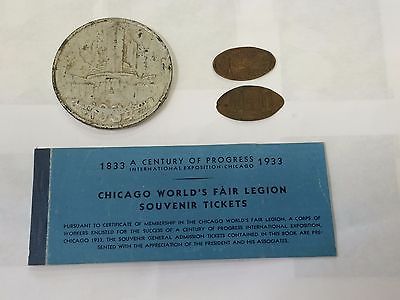 1833 A CENTURY OF PROGRESS 1933
INTERNATIONAL EXPOSITION · CHICAGO
CHICAGO WORLD'S FAIR LEGION
SOUVENIR TICKETS
PURSUANT TO CERTIFICATE OF MEMBERSHIP IN THE CHICAGO WORLD'S FAIR LEGION, A CORPS OF
WORKERS ENLISTED FOR THE SUCCESS OF A CENTURY OF PROGRESS INTERNATIONAL EXPOSITION,
CHICAGO 1933, THE SOUVENIR GENERAL ADMISSION TICKETS CONTAINED IN THIS BOOK, ARE PRE-
SENTED WITH THE APPRECIATION OF THE PRESIDENT AND HIS ASSOCIATES.